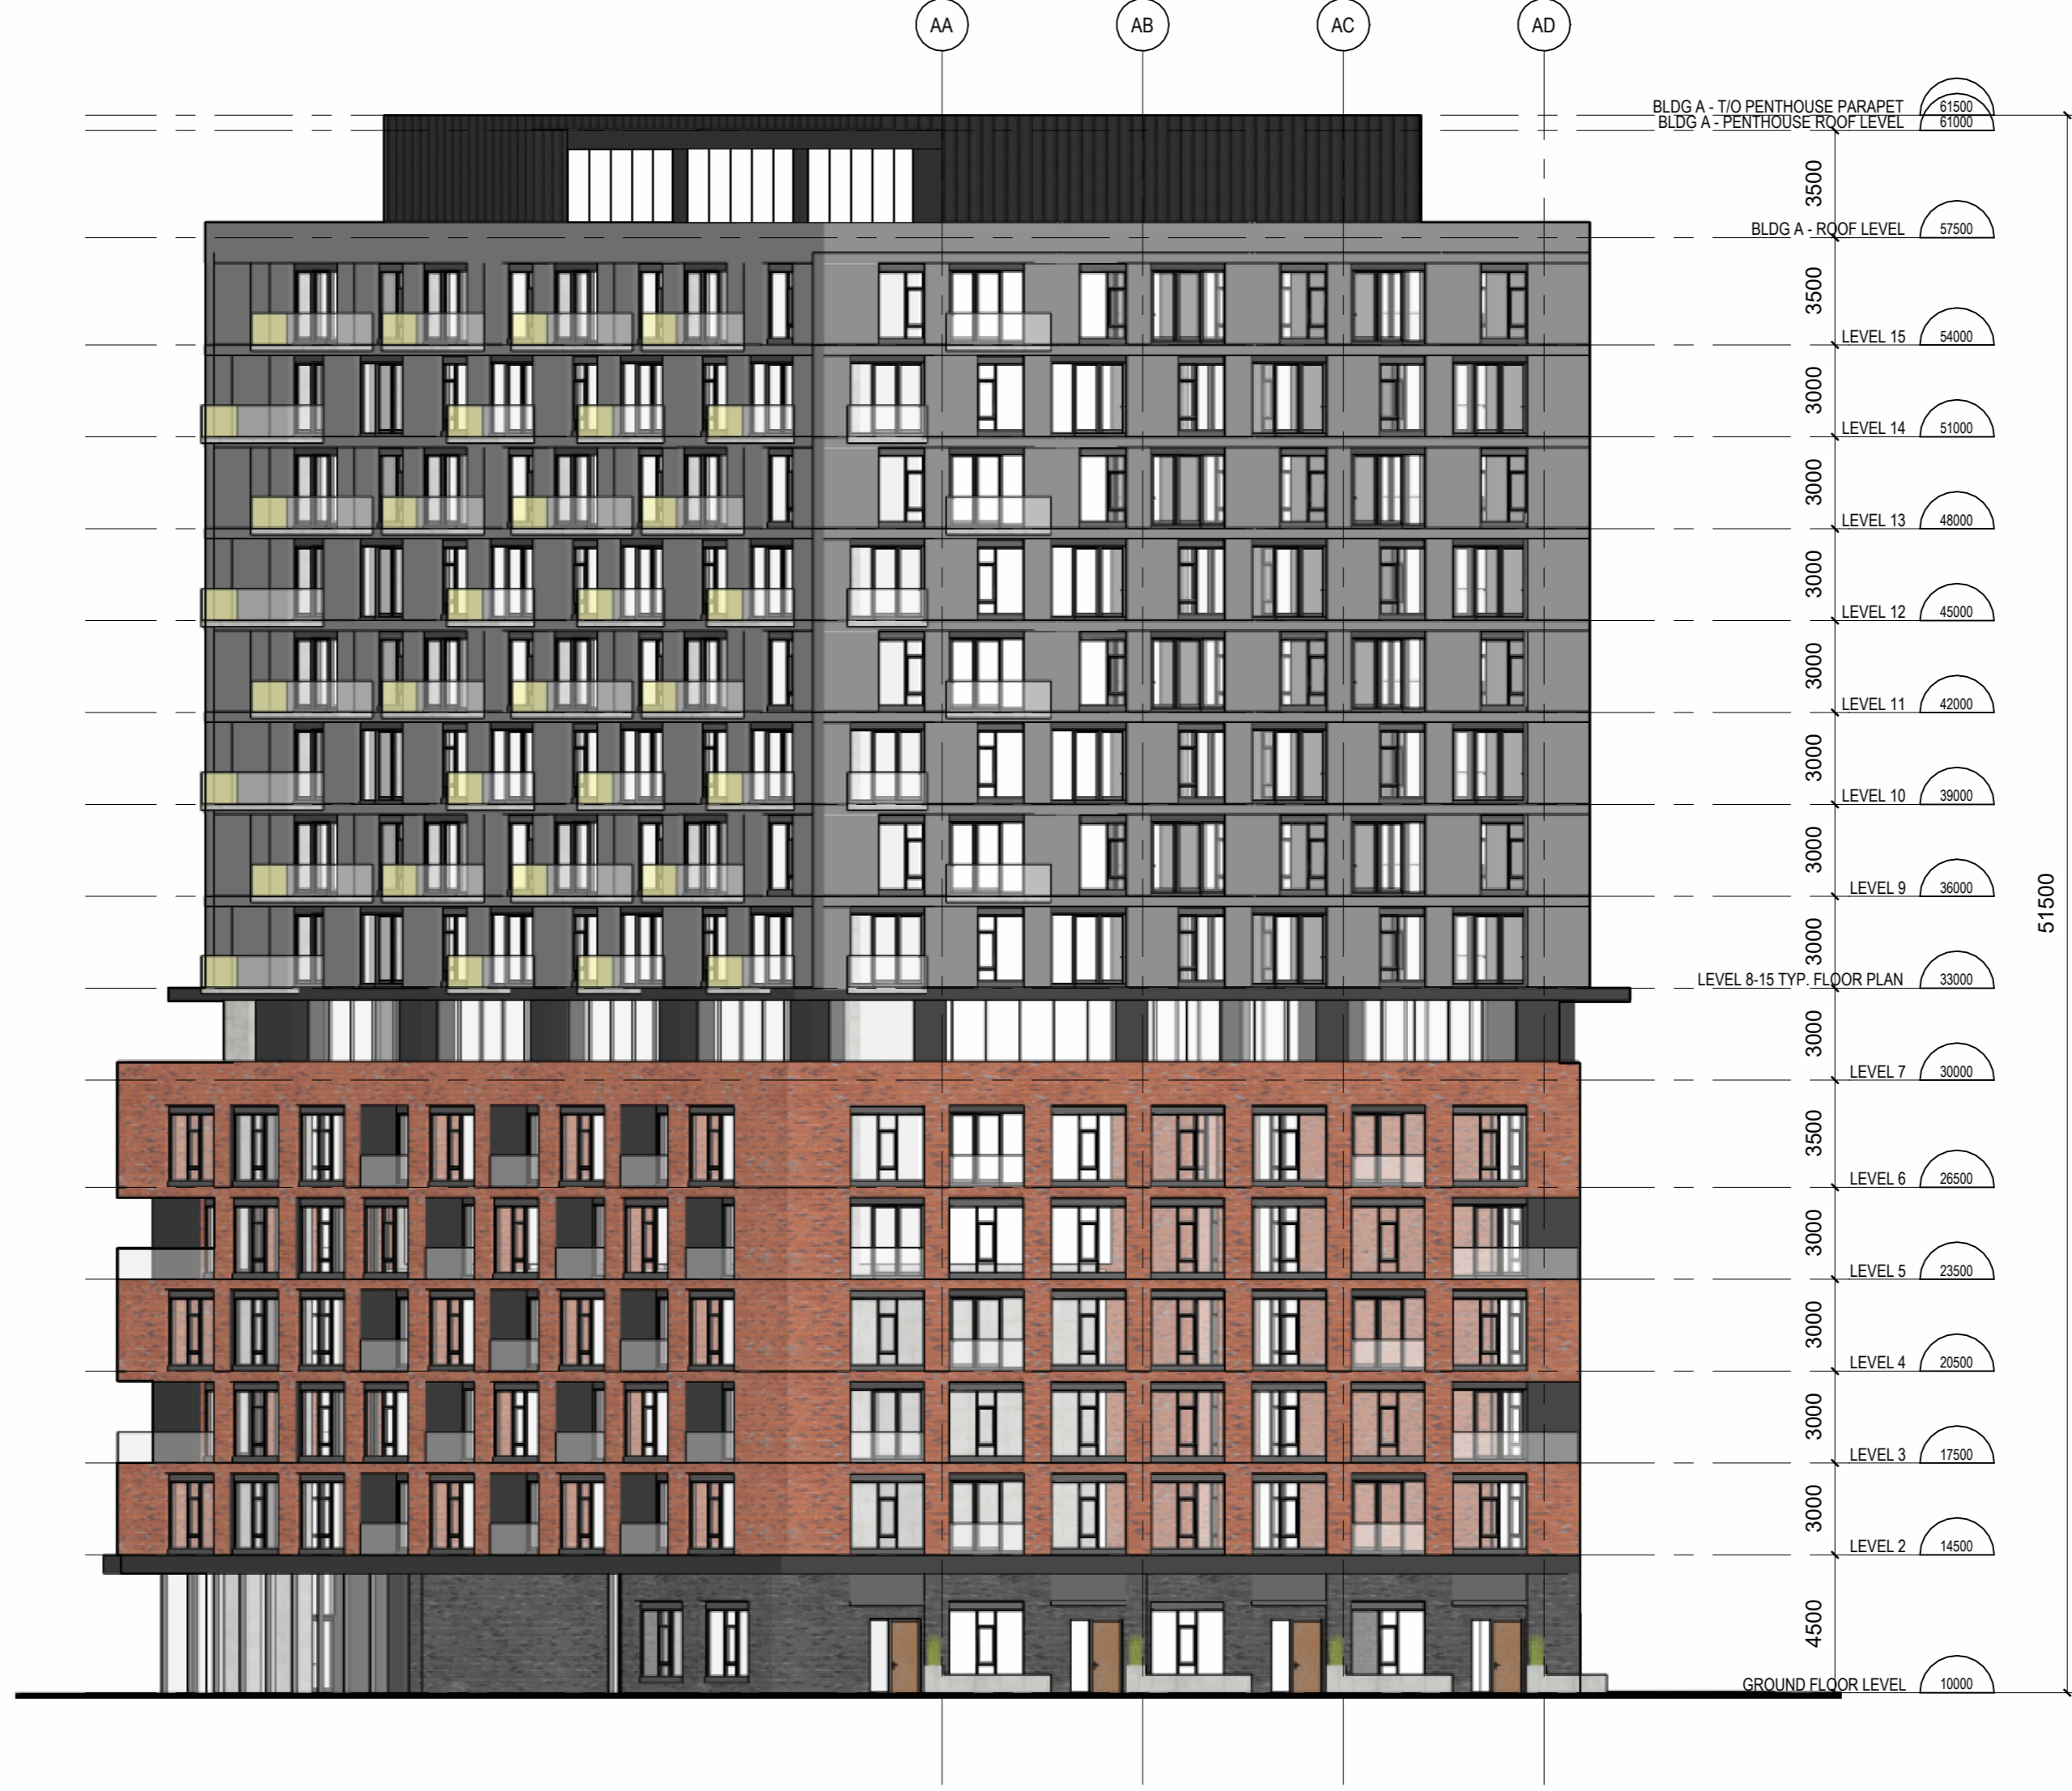 AA AB AC AD
BLDG A - T/O PENTHOUSE PARAPET 61500
BLDG A - PENTHOUSE ROOF LEVEL 61000
3500
BLDG A - ROOF LEVEL 57500
3500
LEVEL 15 54000
3000
LEVEL 14 51000
3000
LEVEL 13 48000
3000
LEVEL 12 45000
3000
LEVEL 11 42000
3000
LEVEL 10 39000
3000
LEVEL 9 36000
51500
3000
LEVEL 8-15 TYP. FLOOR PLAN 33000
3000
LEVEL 7 30000
3500
LEVEL 6 26500
3000
LEVEL 5 23500
3000
LEVEL 4 20500
3000
LEVEL 3 17500
3000
LEVEL 2 14500
4500
GROUND FLOOR LEVEL 10000